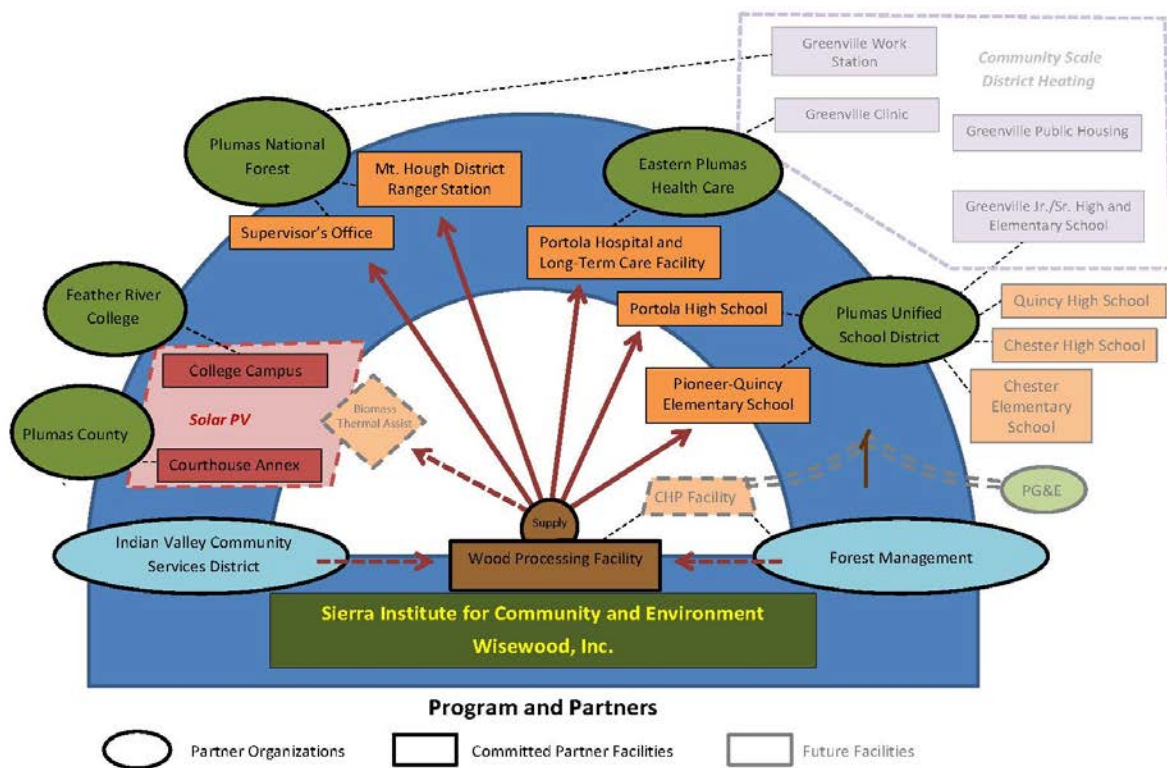 Greenville Work
Station
Community Scale
District Heating
Greenville Clinic
Greenville Public Housing
Plumas National
Forest
Mt. Hough District
Ranger Station
Eastern Plumas
Health Care
Greenville Jr./Sr. High and
Elementary School
Supervisor's Office
Portola Hospital and
Long-Term Care Facility
Feather River
College
Portola High School
Plumas Unified
School District
Quincy High School
Chester High School
College Campus
Pioneer-Quincy
Elementary School
Chester
Elementary
School
Solar PV
Biomass
Thermal Assist
Plumas County
Courthouse Annex
CHP Facility
PG&E
Supply
Indian Valley Community
Services District
Wood Processing Facility
Forest Management
Sierra Institute for Community and Environment
Wisewood, Inc.
Program and Partners
Partner Organizations
Committed Partner Facilities
Future Facilities